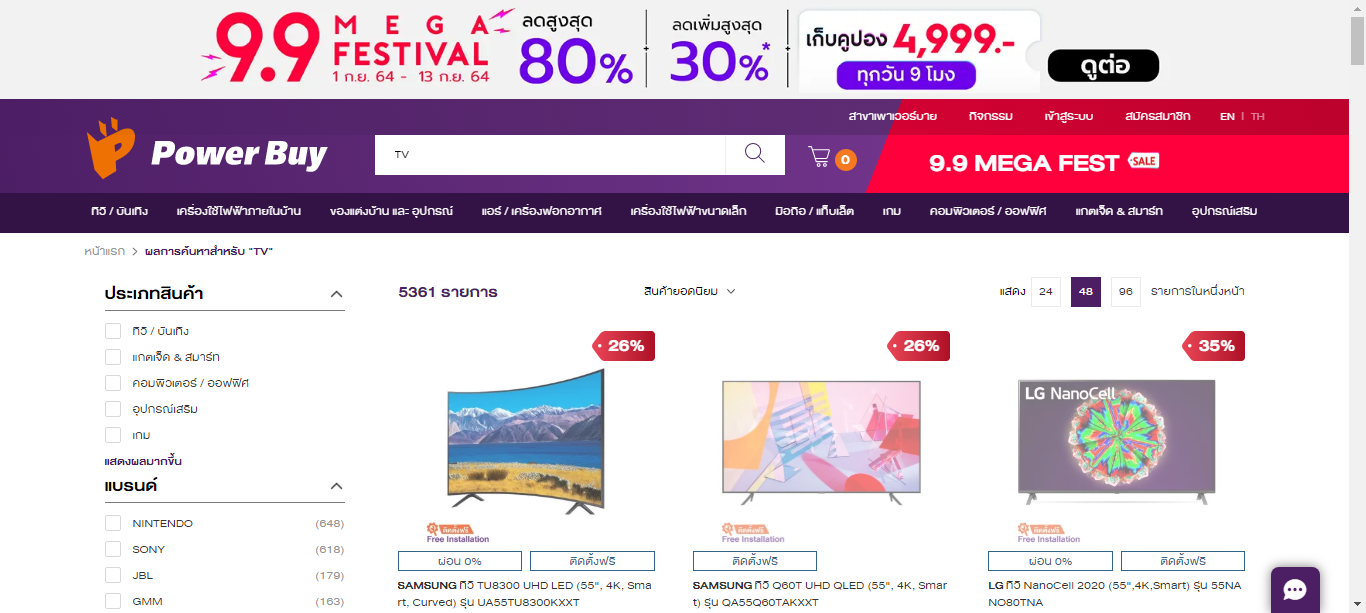 9.9 MEGA FESTIVAL
1 ก.ย. 64 - 13 ก.ย. 64
ลดสูงสุด
80%
ลดเพิ่มสูงสุด
30%*
เก็บคูปอง 4,999.-
ทุกวัน 9 โมง
ดูต่อ
สาขาเพาเวอร์บาย กิจกรรม เข้าสู่ระบบ สมัครสมาชิก EN | TH
Power Buy
TV
0
9.9 MEGA FEST SALE
ทีวี / บันเทิง เครื่องใช้ไฟฟ้าภายในบ้าน ของแต่งบ้าน และ อุปกรณ์ แอร์ / เครื่องฟอกอากาศ เครื่องใช้ไฟฟ้าขนาดเล็ก มือถือ / แท็บเล็ต เกม คอมพิวเตอร์ / ออฟฟิศ แกตเจ็ด & สมาร์ท อุปกรณ์เสริม
หน้าแรก > ผลการค้นหาสำหรับ "TV"
ประเภทสินค้า
ทีวี / บันเทิง
แกตเจ็ด & สมาร์ท
คอมพิวเตอร์ / ออฟฟิศ
อุปกรณ์เสริม
เกม
แสดงผลมากขึ้น
แบรนด์
NINTENDO (648)
SONY (618)
JBL (179)
GMM (163)
5361 รายการ
สินค้ายอดนิยม
แสดง 24 48 96 รายการในหนึ่งหน้า
26%
ติดตั้งฟรี
Free Installation
ผ่อน 0% ติดตั้งฟรี
SAMSUNG ทีวี TU8300 UHD LED (55", 4K, Sma
rt, Curved) รุ่น UA55TU8300KXXT
26%
ติดตั้งฟรี
Free Installation
ติดตั้งฟรี
SAMSUNG ทีวี Q60T UHD QLED (55", 4K, Smar
t) รุ่น QA55Q60TAKXXT
35%
LG NanoCell
ติดตั้งฟรี
Free Installation
ผ่อน 0% ติดตั้งฟรี
LG ทีวี NanoCell 2020 (55",4K,Smart) รุ่น 55NA
NO80TNA